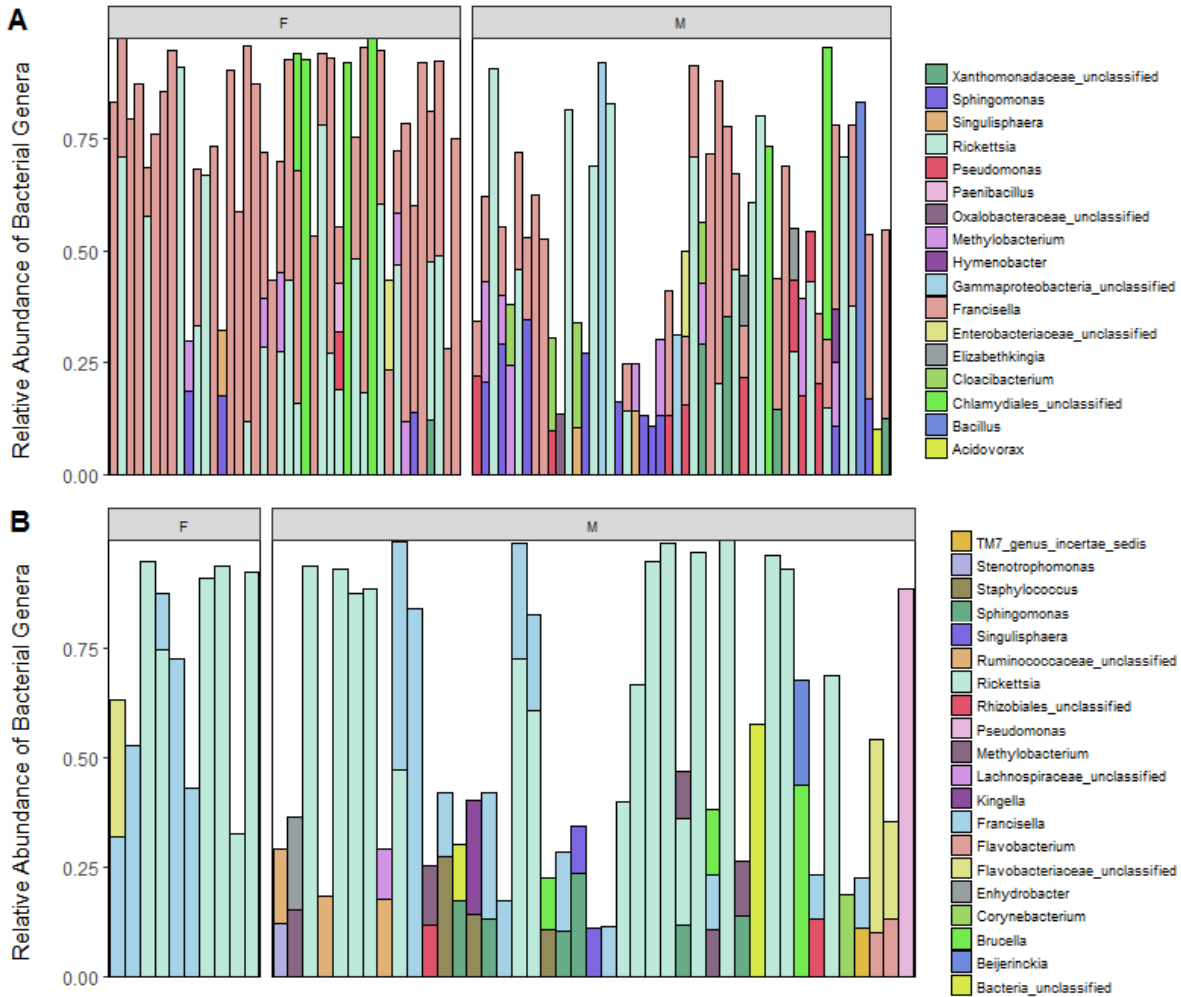 A
F
M
Relative Abundance of Bacterial Genera
0.75
0.50
0.25
0.00
Xanthomonadaceae_unclassified
Sphingomonas
Singulisphaera
Rickettsia
Pseudomonas
Paenibacillus
Oxalobacteraceae_unclassified
Methylobacterium
Hymenobacter
Gammaproteobacteria_unclassified
Francisella
Enterobacteriaceae_unclassified
Elizabethkingia
Cloacibacterium
Chlamydiales_unclassified
Bacillus
Acidovorax
B
F
M
Relative Abundance of Bacterial Genera
0.75
0.50
0.25
0.00
TM7_genus_incertae_sedis
Stenotrophomonas
Staphylococcus
Sphingomonas
Singulisphaera
Ruminococcaceae_unclassified
Rickettsia
Rhizobiales_unclassified
Pseudomonas
Methylobacterium
Lachnospiraceae_unclassified
Kingella
Francisella
Flavobacterium
Flavobacteriaceae_unclassified
Enhydrobacter
Corynebacterium
Brucella
Beijerinckia
Bacteria_unclassified